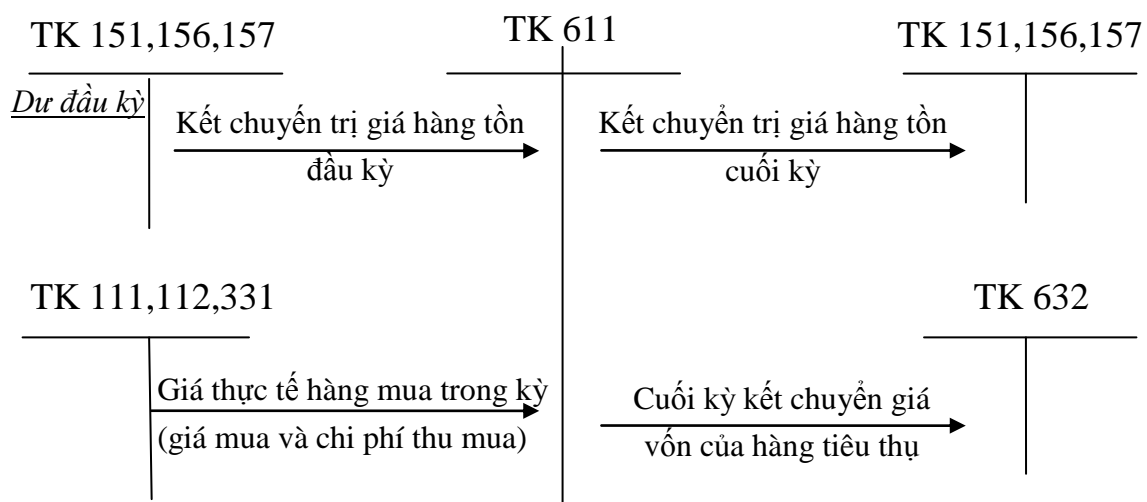 TK 151,156,157
TK 611
TK 151,156,157
Dư đầu kỳ
Kết chuyến trị giá hàng tồn
đầu kỳ
Kết chuyển trị giá hàng tồn
cuối kỳ
TK 111,112,331
TK 632
Giá thực tế hàng mua trong kỳ
(giá mua và chi phí thu mua)
Cuối kỳ kết chuyển giá
vốn của hàng tiêu thụ